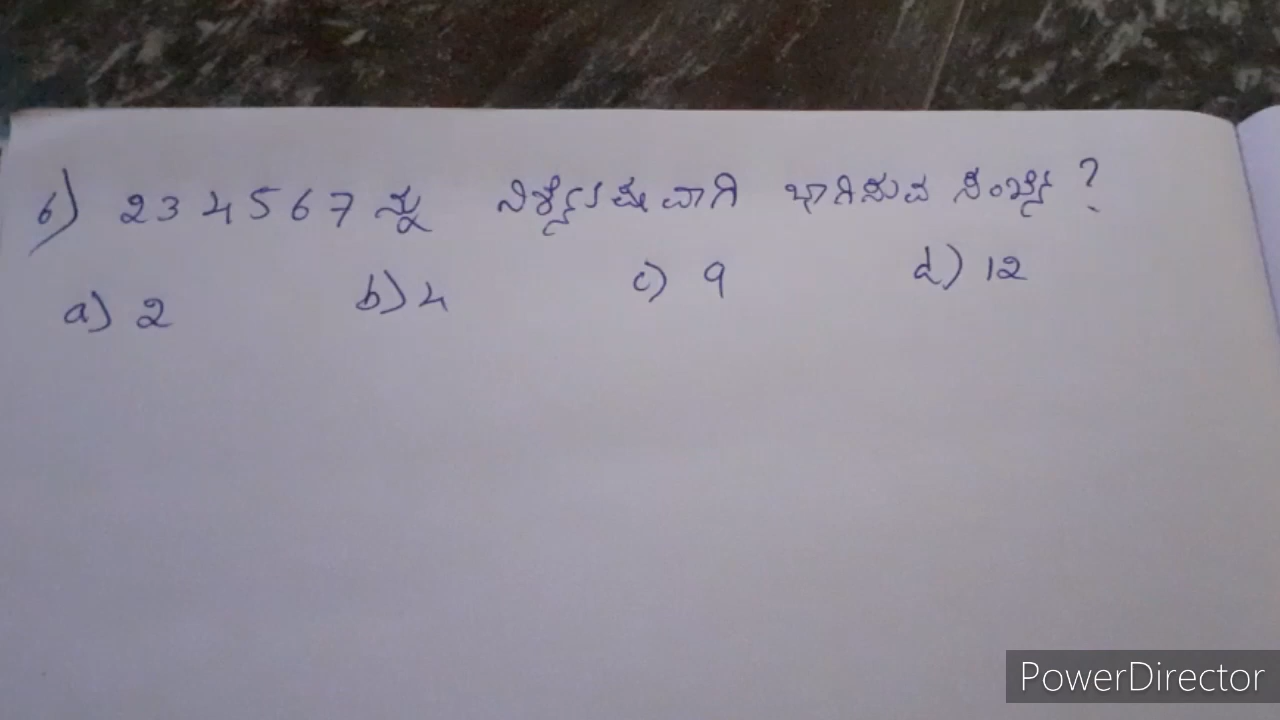 6) 234567 ನ್ನು ನಿಶ್ಶೇಷವಾಗಿ ಭಾಗಿಸುವ ಸಂಖ್ಯೆ ?
a) 2 b) 4 c) 9 d) 12
PowerDirector